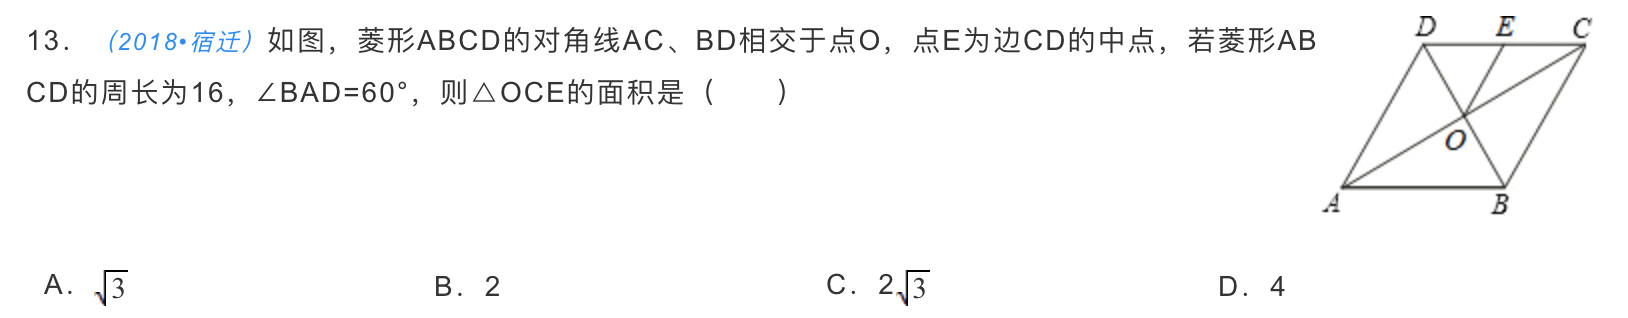 13. （2018•宿迁）如图，菱形ABCD的对角线AC、BD相交于点O，点E为边CD的中点，若菱形AB
CD的周长为16，∠BAD=60°，则△OCE的面积是（　　）
D E C
O
A B
A. √3 B. 2 C. 2√3 D. 4